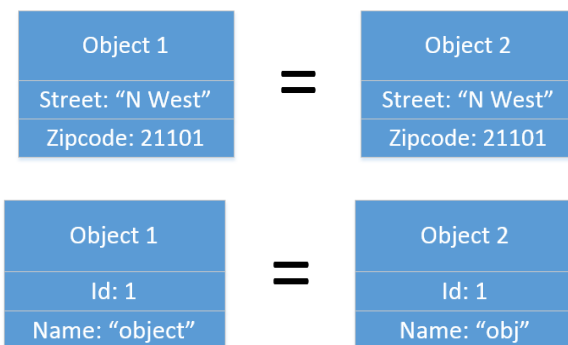 Object 1 = Object 2
Street: “N West” Street: “N West”
Zipcode: 21101 Zipcode: 21101
Object 1 = Object 2
Id: 1 Id: 1
Name: “object” Name: “obj”